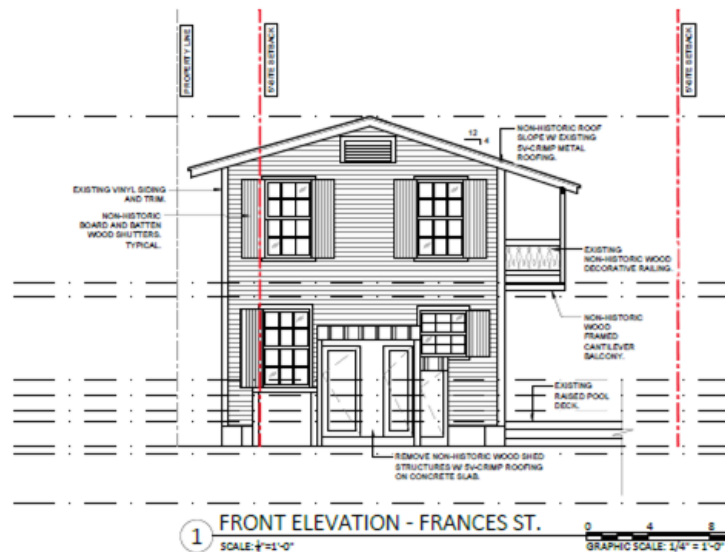 PROPERTY LINE
5' SITE SETBACK
5' SITE SETBACK
12
4
NON-HISTORIC ROOF
SLOPE W/ EXISTING
5V-CRIMP METAL
ROOFING.
EXISTING VINYL SIDING
AND TRIM.
NON-HISTORIC
BOARD AND BATTEN
WOOD SHUTTERS.
TYPICAL.
EXISTING
NON-HISTORIC WOOD
DECORATIVE RAILING.
NON-HISTORIC
WOOD
FRAMED
CANTILEVER
BALCONY.
EXISTING
RAISED POOL
DECK.
REMOVE NON-HISTORIC WOOD SHED
STRUCTURES W/ 5V-CRIMP ROOFING
ON CONCRETE SLAB.
1 FRONT ELEVATION - FRANCES ST.
SCALE: ¼"=1'-0"
0 4 8
GRAPHIC SCALE: 1/4" = 1'-0"